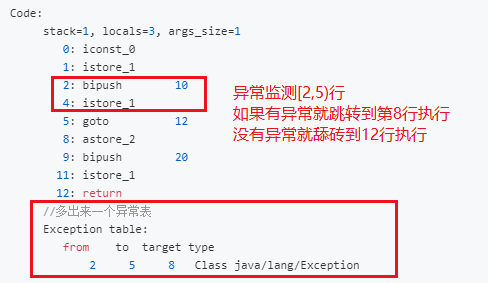 Code:
stack=1, locals=3, args_size=1
0: iconst_0
1: istore_1
2: bipush 10
4: istore_1
5: goto 12
8: astore_2
9: bipush 20
11: istore_1
12: return
//多出来一个异常表
Exception table:
from to target type
2 5 8 Class java/lang/Exception
异常监测[2,5)行
如果有异常就跳转到第8行执行
没有异常就舔砖到12行执行